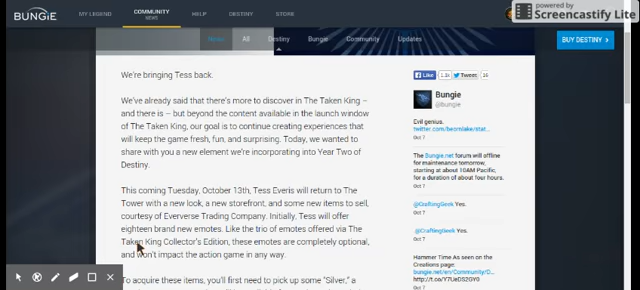 BUNGiE
MY LEGEND
COMMUNITY
NEWS
HELP
DESTINY
STORE
powered by
Screencastify Lite
News
All
Destiny
Bungie
Community
Updates
BUY DESTINY
We're bringing Tess back.
We've already said that there's more to discover in The Taken King –
and there is – but beyond the content available in the launch window
of The Taken King, our goal is to continue creating experiences that
will keep the game fresh, fun, and surprising. Today, we wanted to
share with you a new element we're incorporating into Year Two of
Destiny.
This coming Tuesday, October 13th, Tess Everis will return to The
Tower with a new look, a new storefront, and some new items to sell,
courtesy of Eververse Trading Company. Initially, Tess will offer
eighteen brand new emotes. Like the trio of emotes offered via The
Taken King Collector's Edition, these emotes are completely optional,
and won't impact the action game in any way.
To acquire these items, you'll first need to pick up some "Silver," a
Like
Tweet
Bungie
@bungie
Evil genius.
Oct 7
The Bungie.net forum will offline
for maintenance tomorrow,
starting at about 10AM Pacific,
for a duration of about four hours.
Oct 7
@CraftingGeek Yes.
Oct 7
.@CraftingGeek Yes.
Oct 7
Hammer Time As seen on the
Creations page:
bungie.net/en/Community/D...
Oct 7